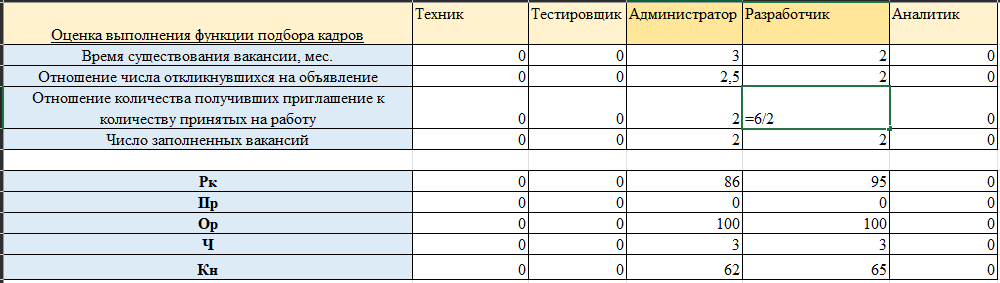 Оценка выполнения функции подбора кадров Техник Тестировщик Администратор Разработчик Аналитик
Время существования вакансии, мес. 0 0 3 2 0
Отношение числа откликнувшихся на объявление 0 0 2,5 2 0
Отношение количества получивших приглашение к
количеству принятых на работу 0 0 2 =6/2 0
Число заполненных вакансий 0 0 2 2 0
Рк 0 0 86 95 0
Пр 0 0 0 0 0
Ор 0 0 100 100 0
Ч 0 0 3 3 0
Кн 0 0 62 65 0